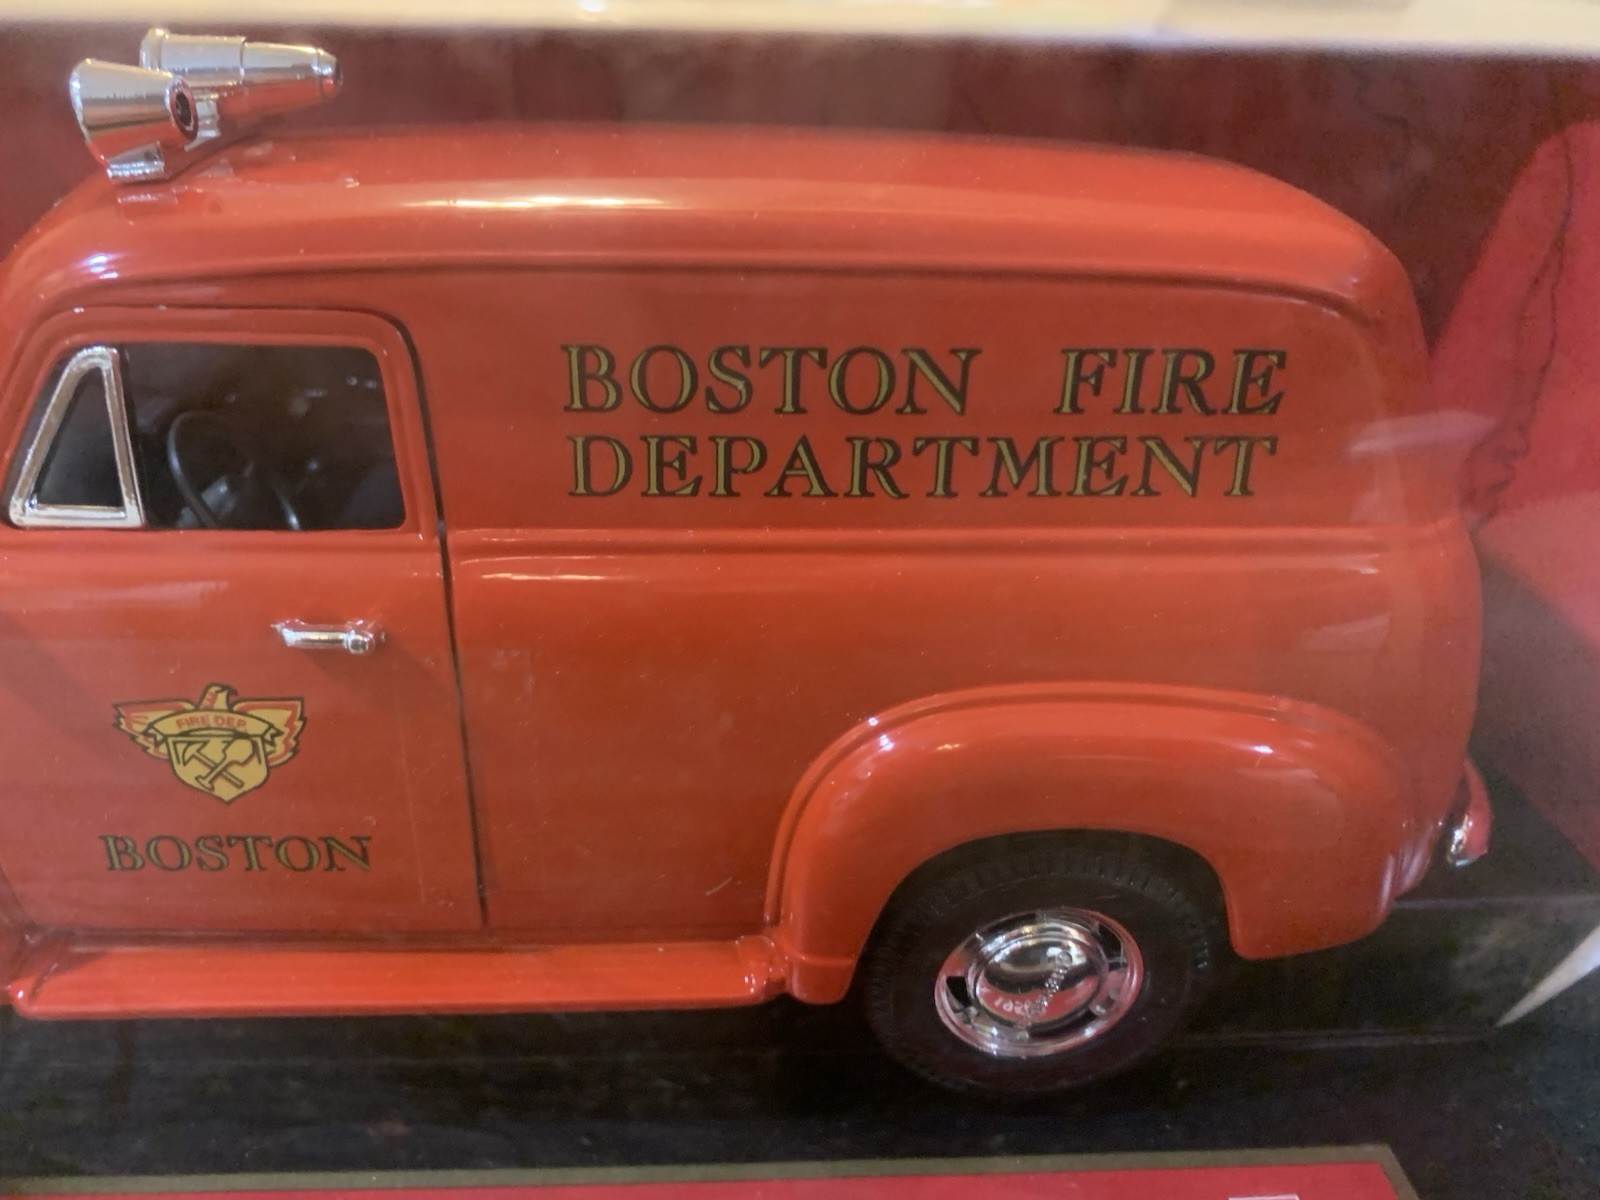 BOSTON FIRE
DEPARTMENT
FIRE DEP.
BOSTON